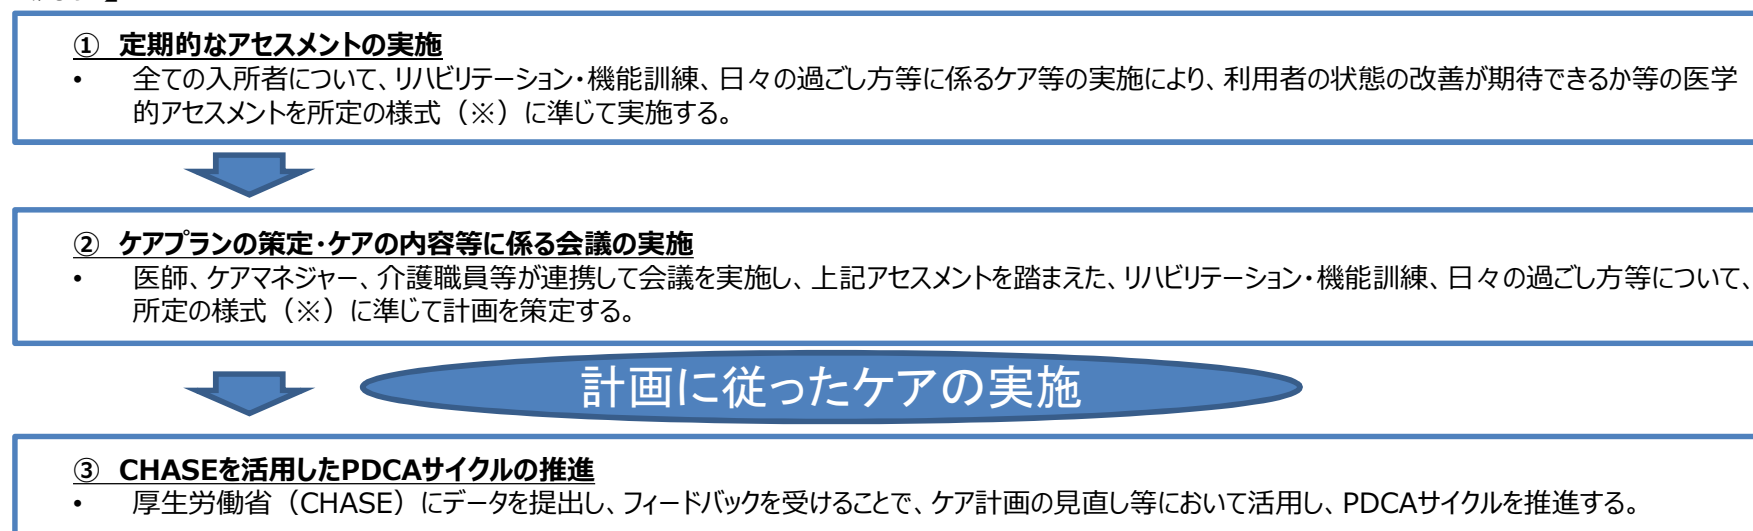 ① 定期的なアセスメントの実施
• 全ての入所者について、リハビリテーション・機能訓練、日々の過ごし方等に係るケア等の実施により、利用者の状態の改善が期待できるか等の医学
的アセスメントを所定の様式（※）に準じて実施する。
② ケアプランの策定・ケアの内容等に係る会議の実施
• 医師、ケアマネジャー、介護職員等が連携して会議を実施し、上記アセスメントを踏まえた、リハビリテーション・機能訓練、日々の過ごし方等について、
所定の様式（※）に準じて計画を策定する。
計画に従ったケアの実施
③ CHASEを活用したPDCAサイクルの推進
• 厚生労働省（CHASE）にデータを提出し、フィードバックを受けることで、ケア計画の見直し等において活用し、PDCAサイクルを推進する。